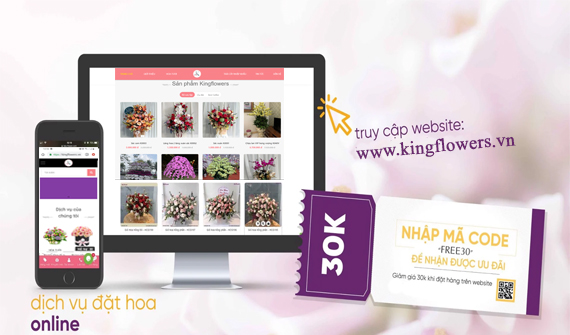 Sản phẩm Kingflowers
Dịch vụ của
chúng tôi
truy cập website:
www.kingflowers.vn
30K
NHẬP MÃ CODE
"FREE30"
ĐỂ NHẬN ĐƯỢC ƯU ĐÃI
Giảm giá 30k khi đặt hàng trên website
dịch vụ đặt hoa
online